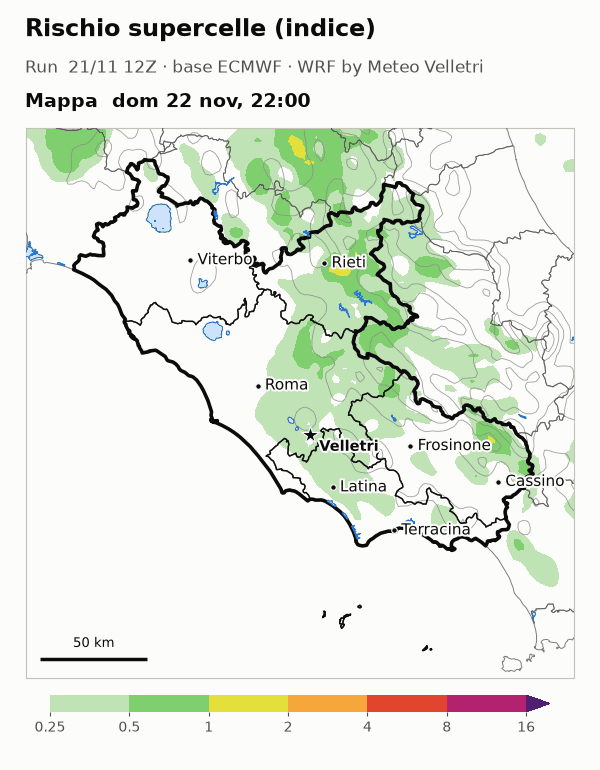 Rischio supercelle (indice)
Run  21/11 12Z · base ECMWF · WRF by Meteo Velletri
Mappa  dom 22 nov, 22:00
Viterbo
Rieti
Roma
Velletri
Frosinone
Latina
Cassino
Terracina
50 km
0.25 0.5 1 2 4 8 16